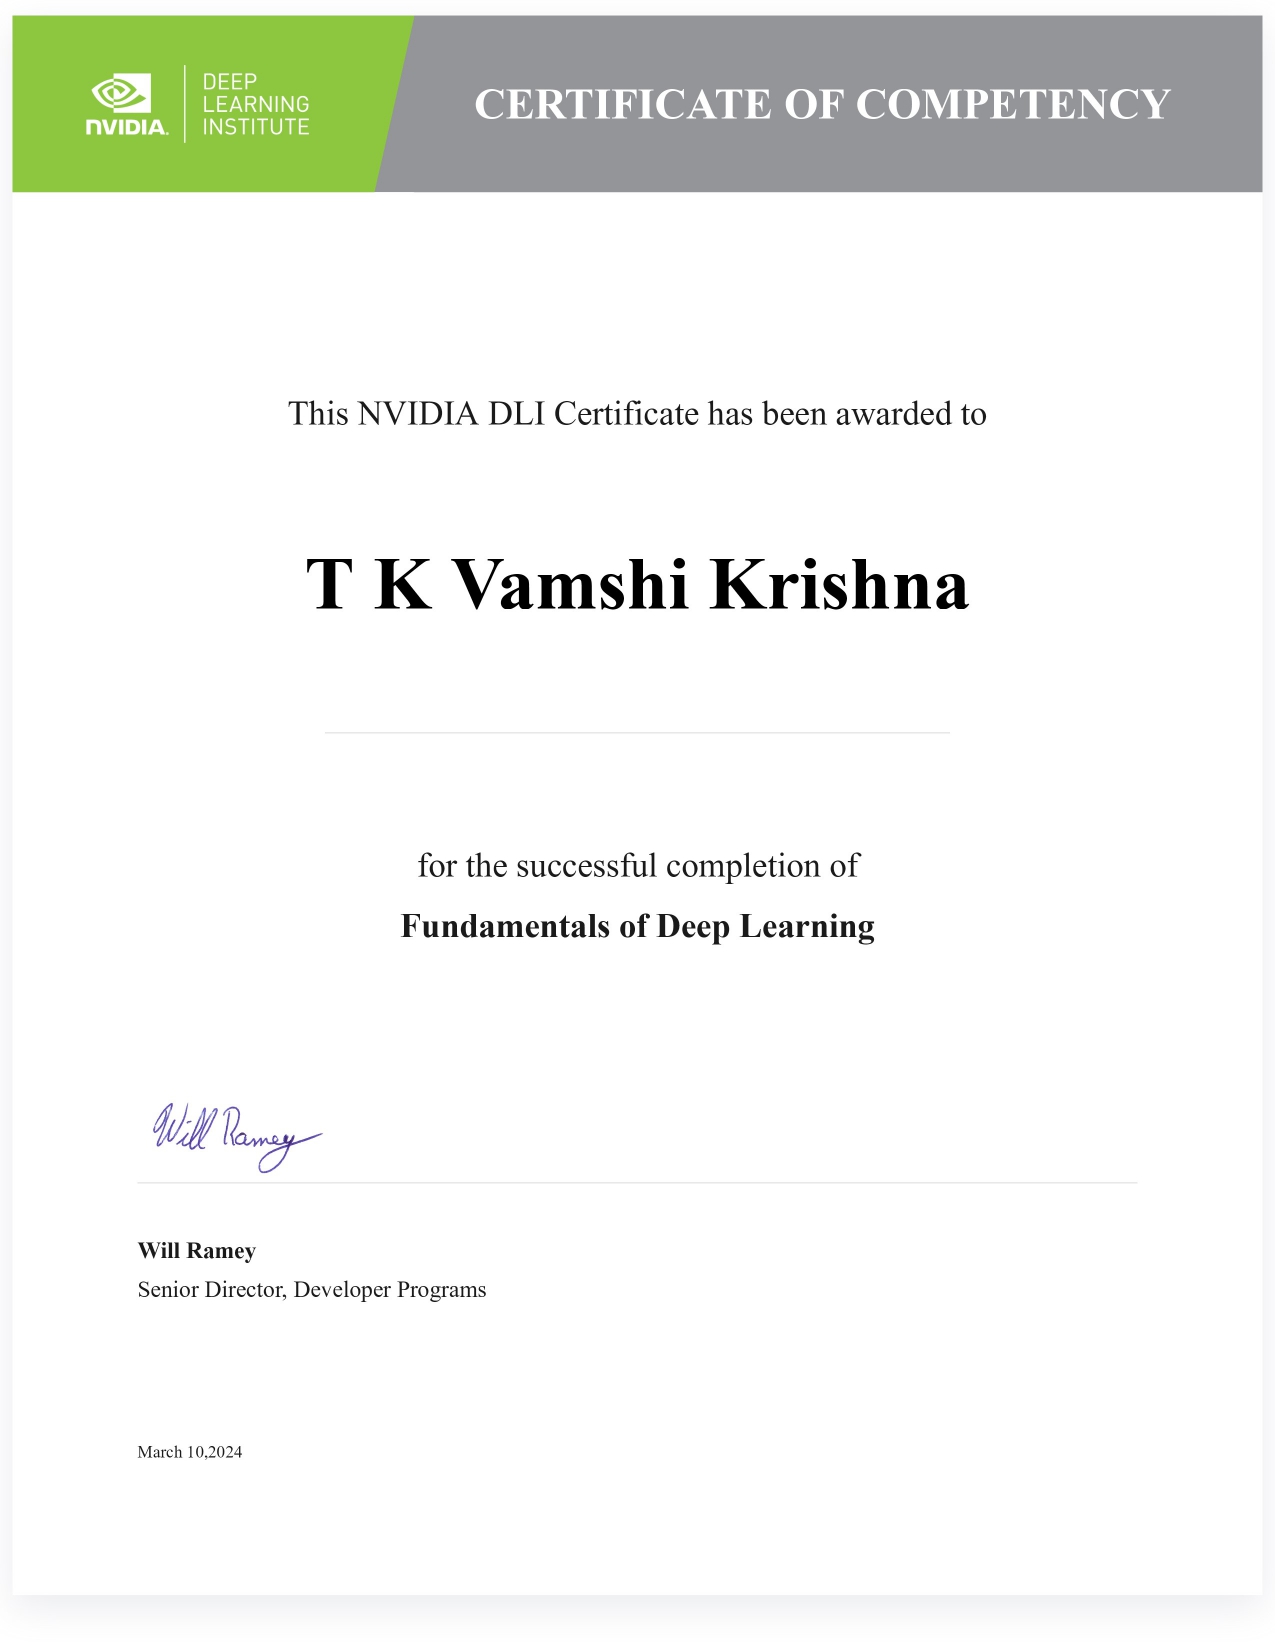 NVIDIA.
DEEP
LEARNING
INSTITUTE
CERTIFICATE OF COMPETENCY
This NVIDIA DLI Certificate has been awarded to
T K Vamshi Krishna
for the successful completion of
Fundamentals of Deep Learning
Will Ramey
Will Ramey
Senior Director, Developer Programs
March 10,2024